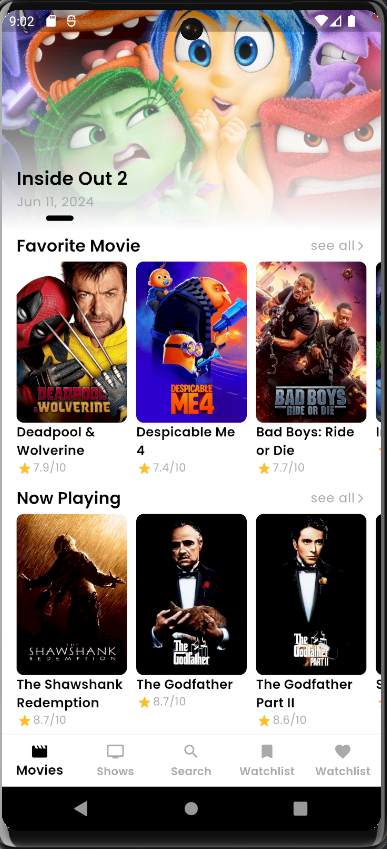 9:02
Inside Out 2
Jun 11, 2024
Favorite Movie
see all
DEADPOOL
& WOLVERINE
DESPICABLE
ME4
BAD BOYS
RIDE OR DIE
Deadpool &
Wolverine
Despicable Me
4
Bad Boys: Ride
or Die
7.9/10
7.4/10
7.7/10
Now Playing
see all
THE
SHAWSHANK
REDEMPTION
The
Godfather
The
Godfather
PART II
The Shawshank
Redemption
The Godfather
The Godfather
Part II
8.7/10
8.7/10
8.6/10
Movies
Shows
Search
Watchlist
Watchlist